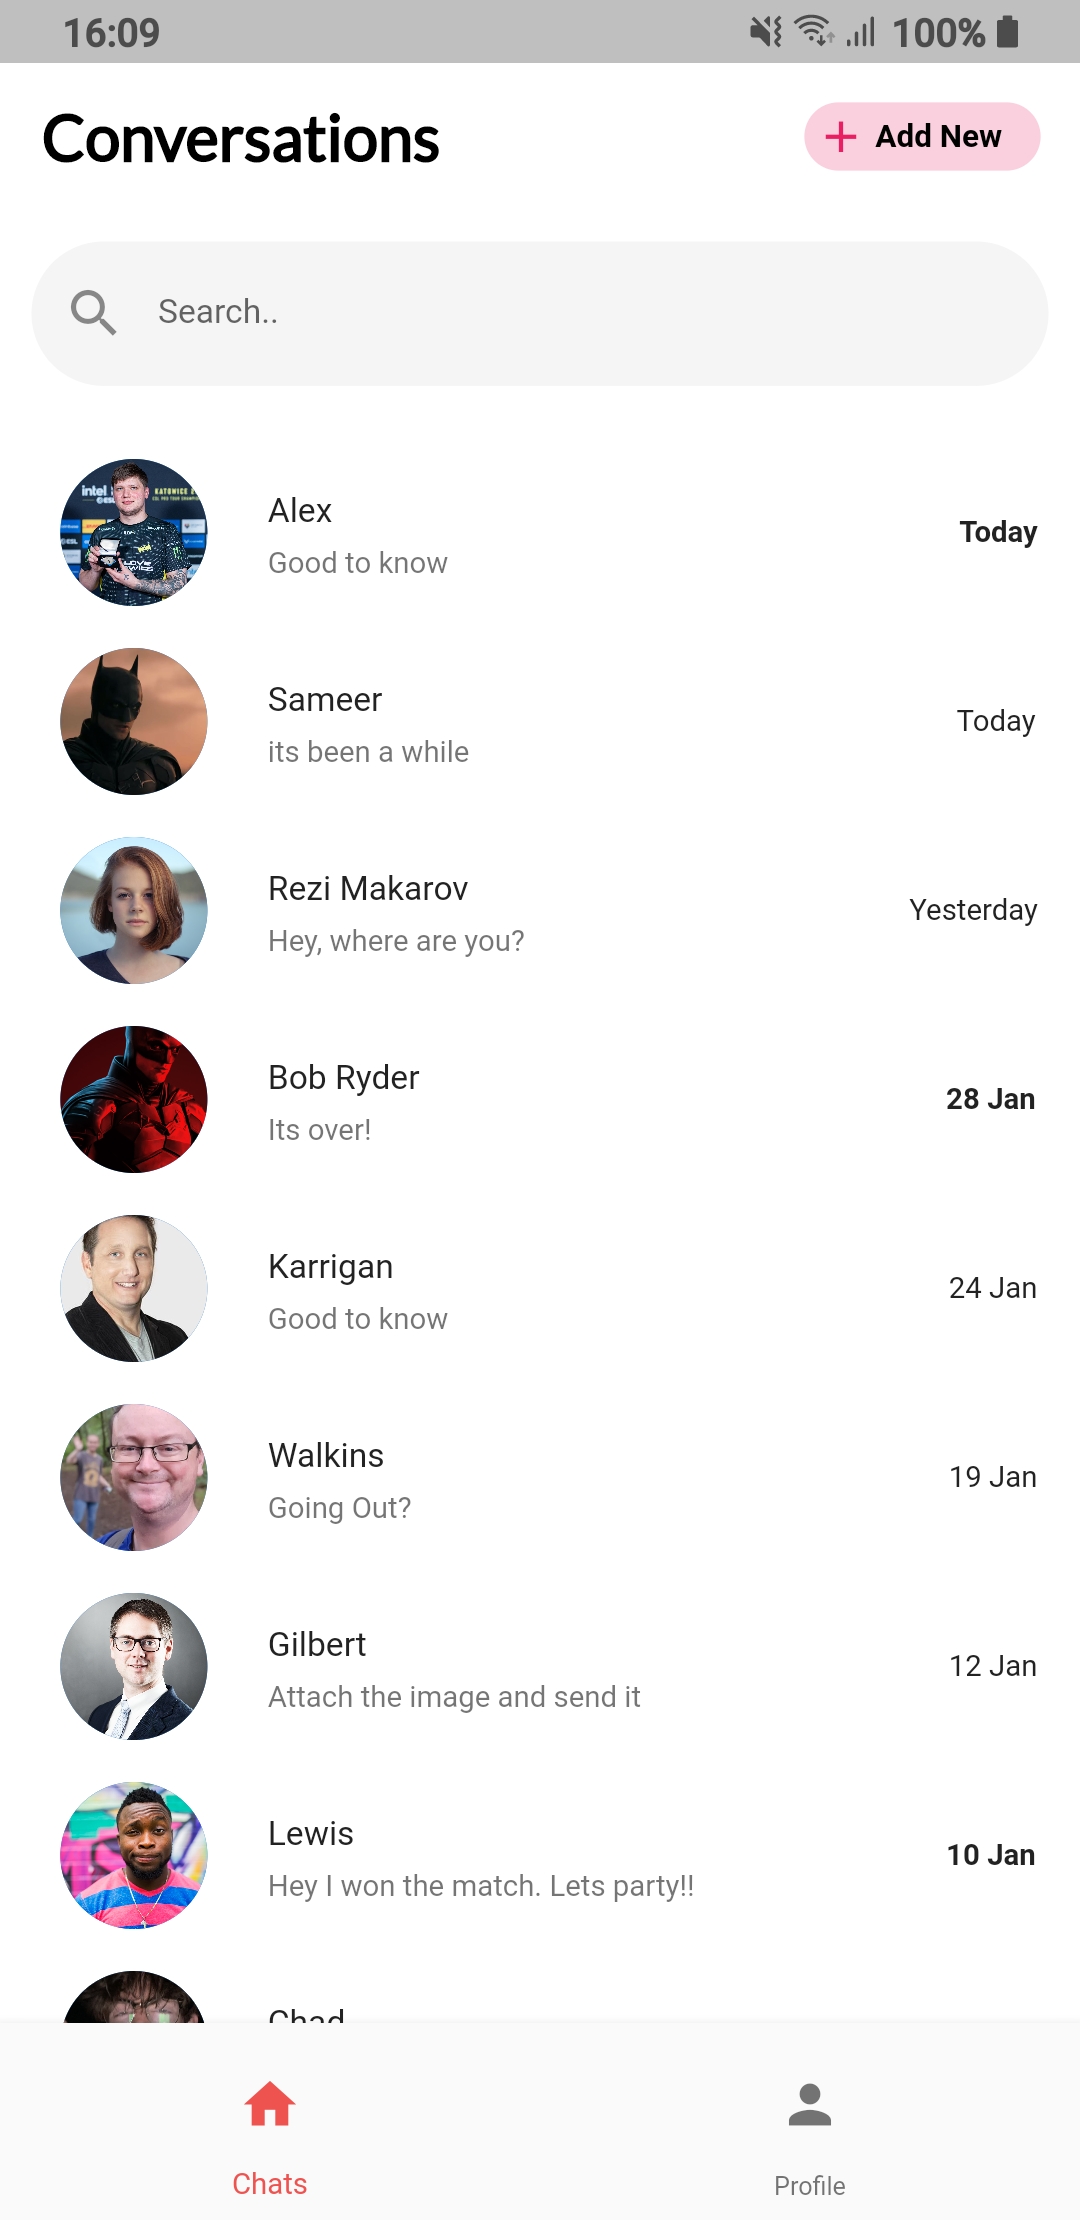 16:09 100%
Conversations
Add New
Search..
intel
KATOWICE
ESL
Alex
Good to know
Today
Sameer
its been a while
Today
Rezi Makarov
Hey, where are you?
Yesterday
Bob Ryder
Its over!
28 Jan
Karrigan
Good to know
24 Jan
Walkins
Going Out?
19 Jan
Gilbert
Attach the image and send it
12 Jan
Lewis
Hey I won the match. Lets party!!
10 Jan
Chad
Chats
Profile